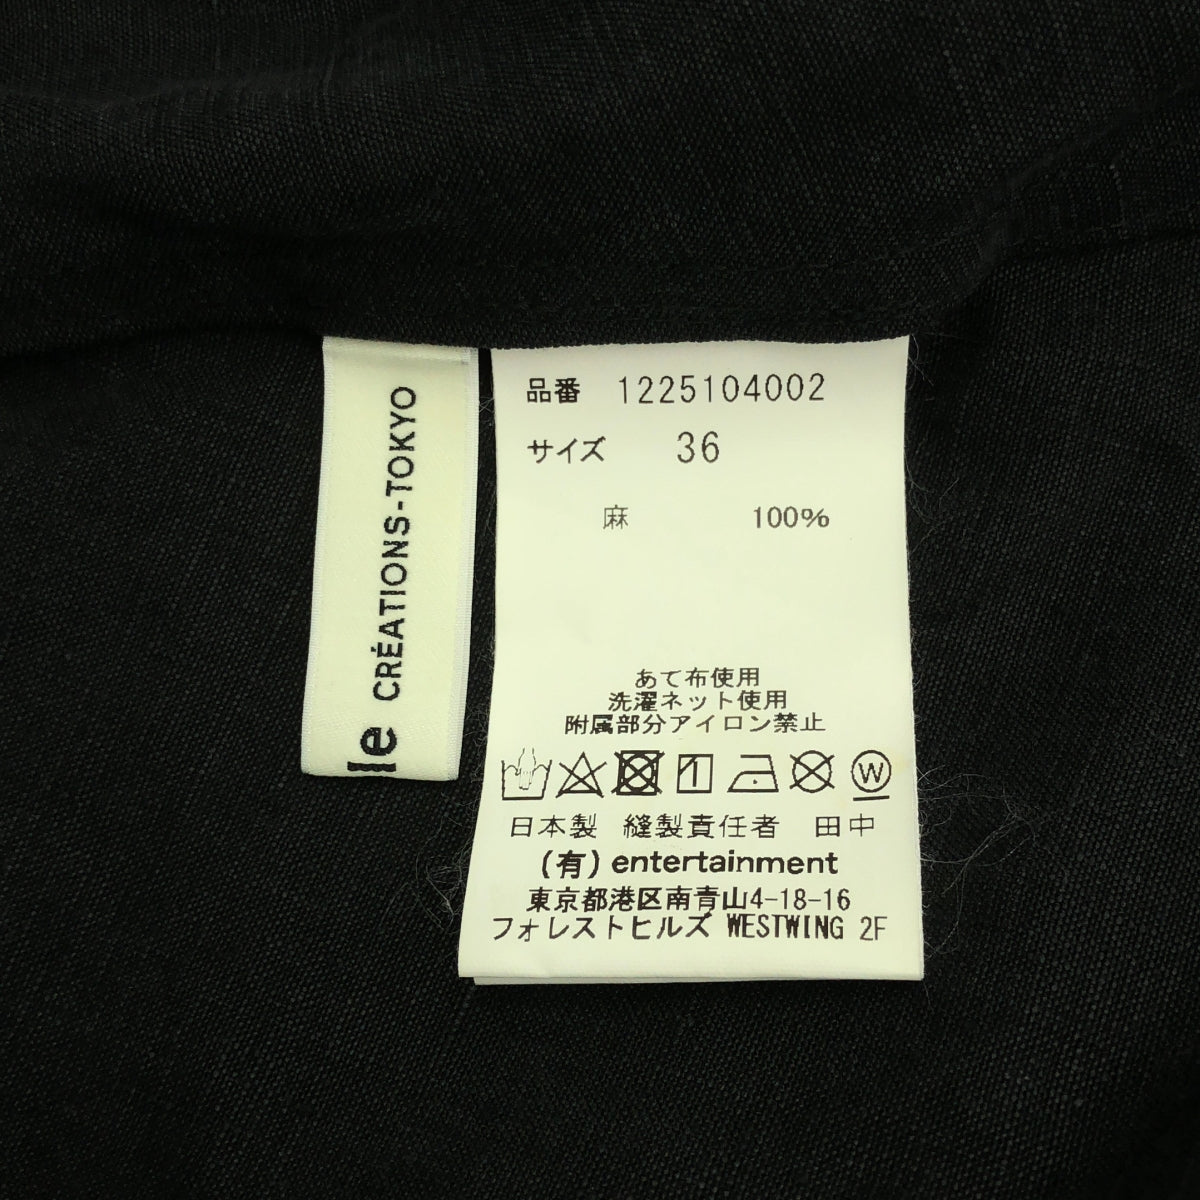 le
CRÉATIONS-TOKYO
品番 1225104002
サイズ 36
麻 100%
あて布使用
洗濯ネット使用
附属部分アイロン禁止
W
日本製 縫製責任者 田中
(有) entertainment
東京都港区南青山4-18-16
フォレストヒルズ WESTWING 2F